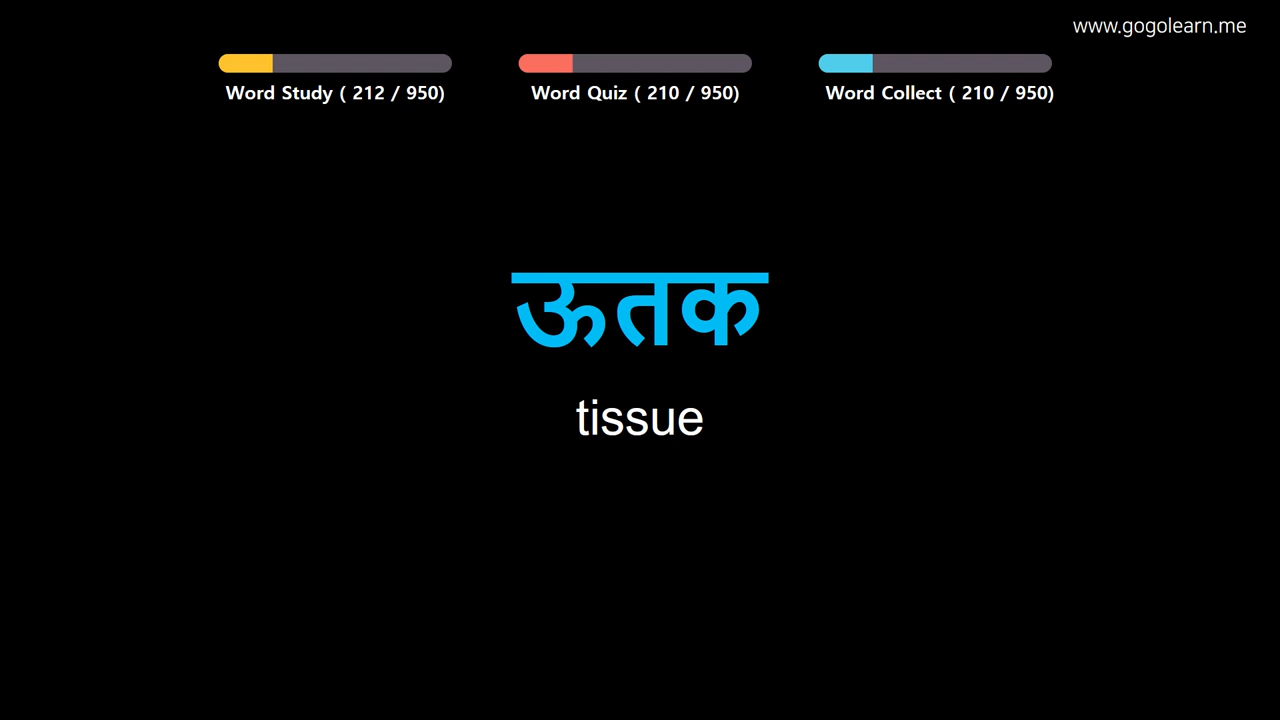 www.gogolearn.me
Word Study ( 212 / 950)
Word Quiz ( 210 / 950)
Word Collect ( 210 / 950)
ऊतक
tissue